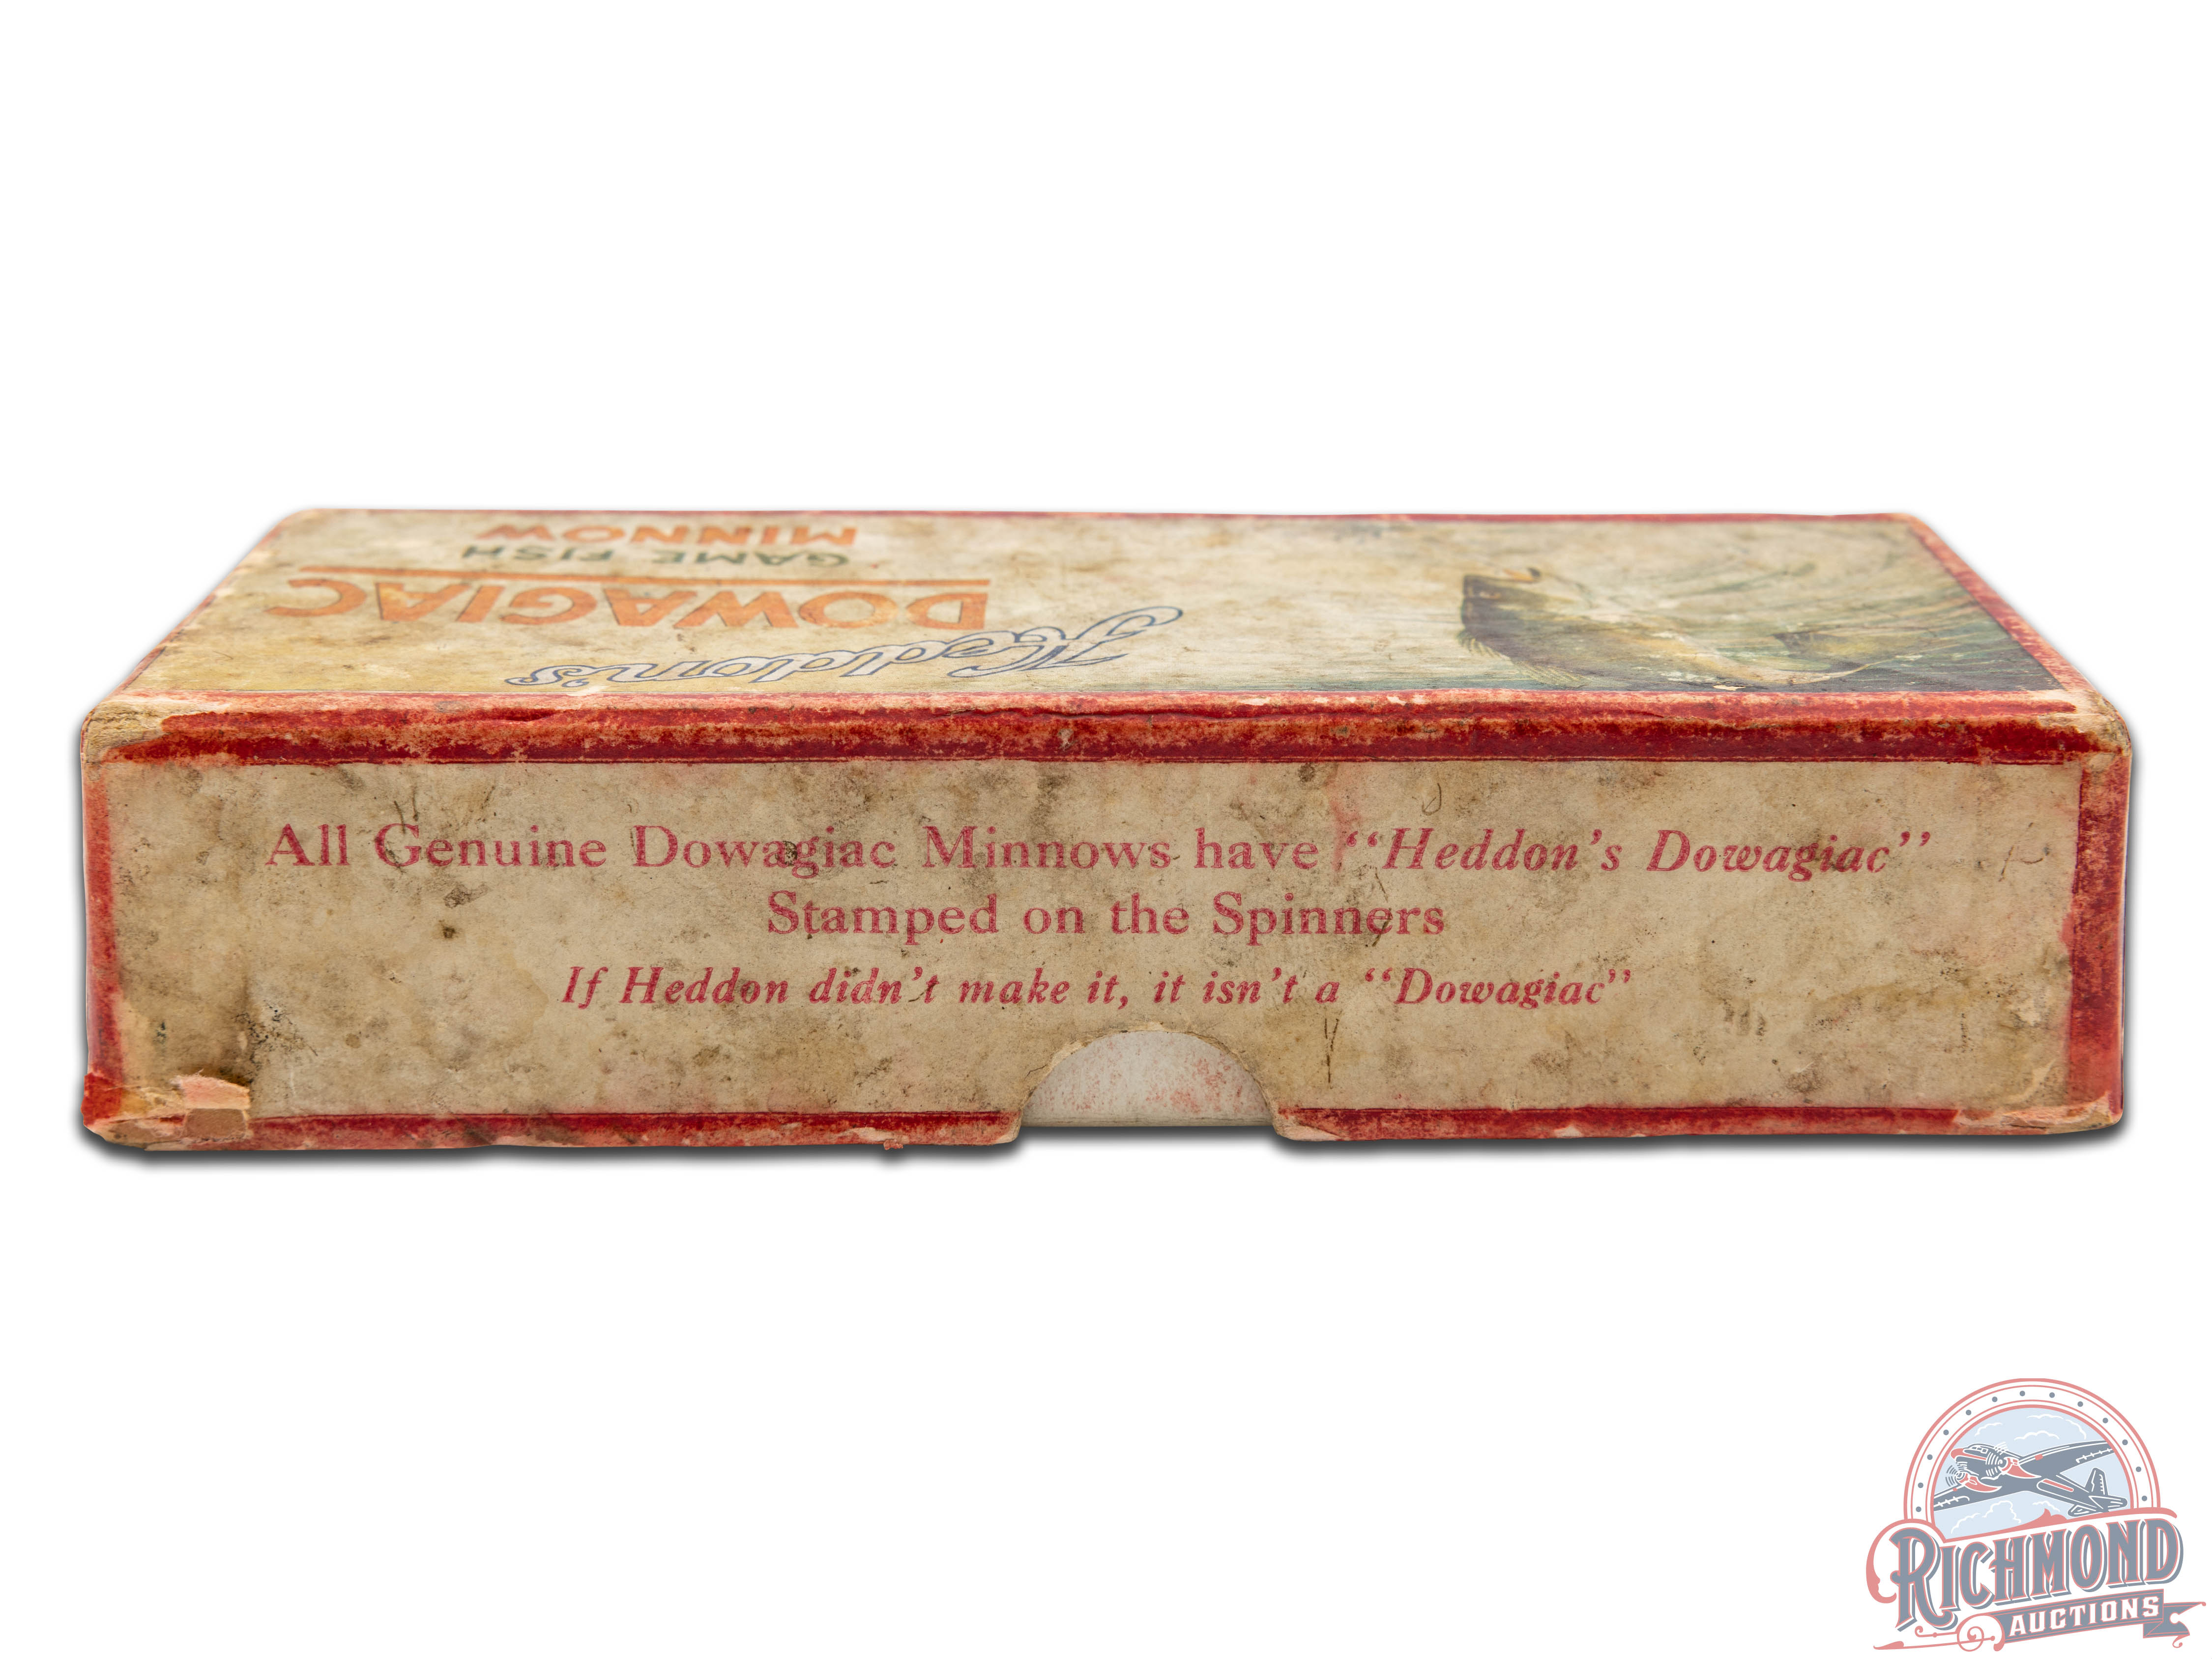 MINNOW
GAME FISH
DOWAGIAC
Heddon's
All Genuine Dowagiac Minnows have “Heddon's Dowagiac”
Stamped on the Spinners
If Heddon didn't make it, it isn't a “Dowagiac”
RICHMOND
AUCTIONS